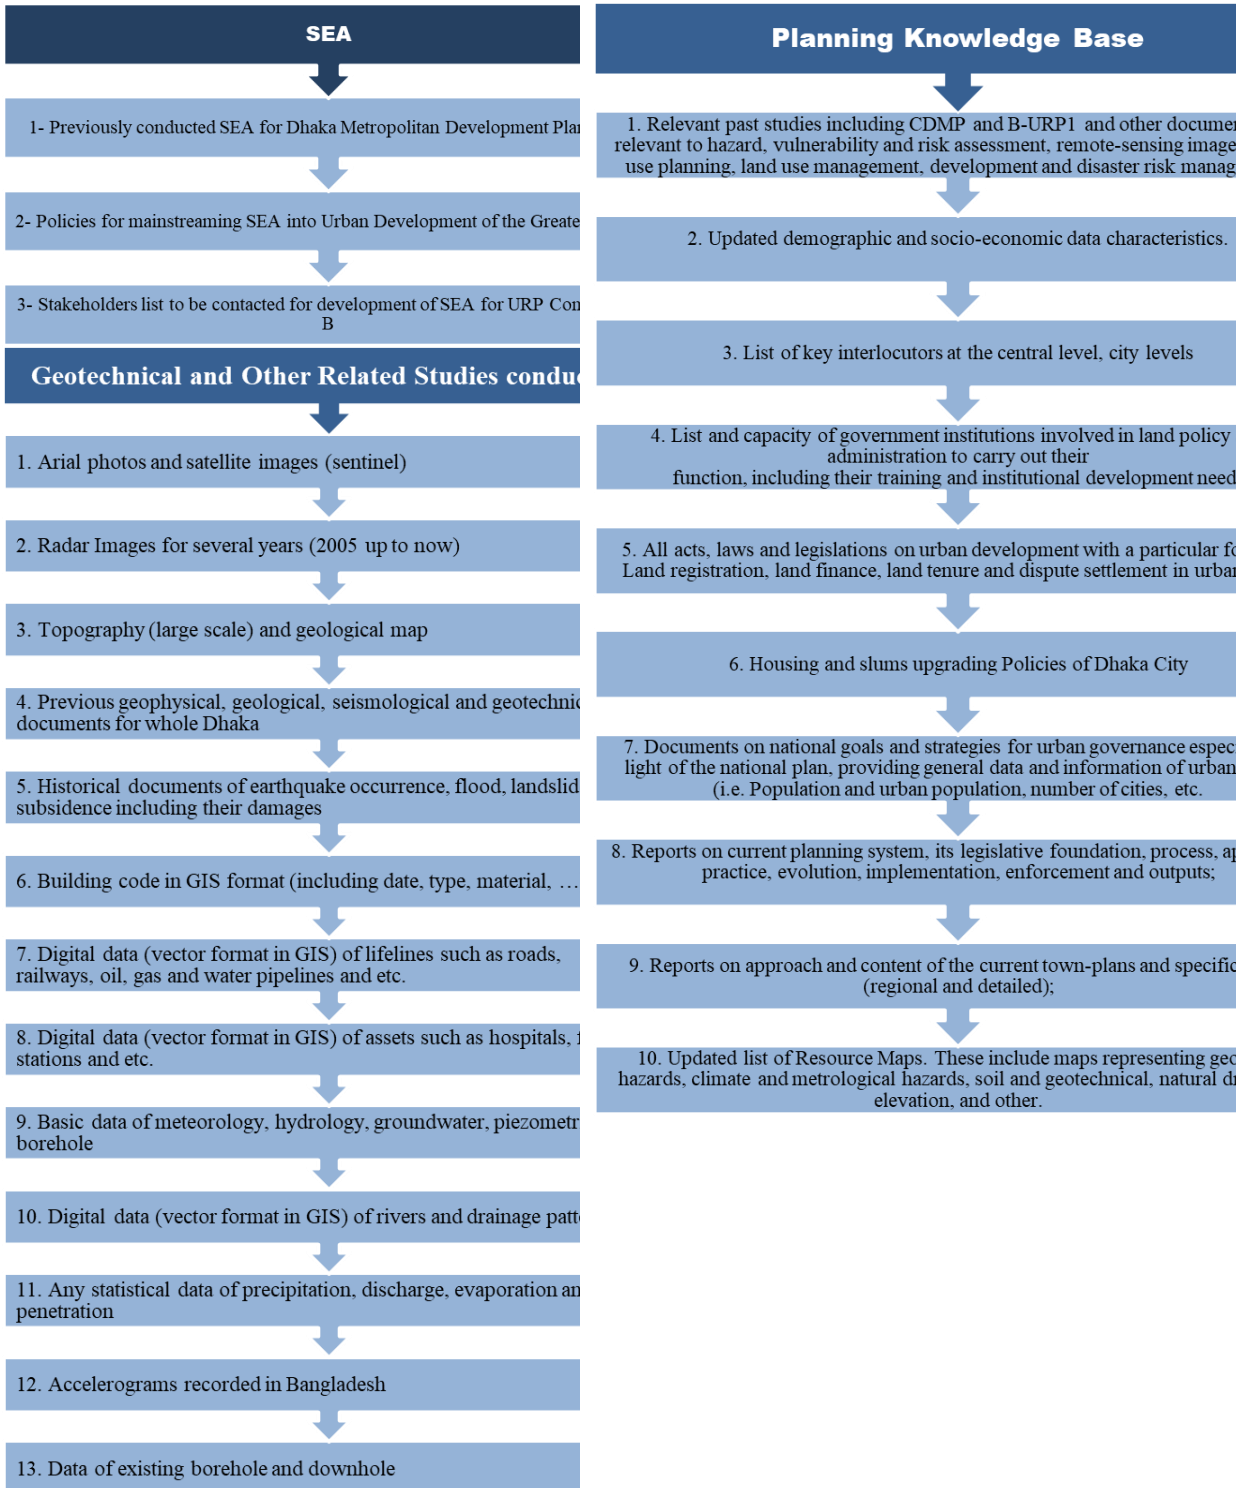 SEA
1- Previously conducted SEA for Dhaka Metropolitan Development Plan
2- Policies for mainstreaming SEA into Urban Development of the Greate
3- Stakeholders list to be contacted for development of SEA for URP Con
B
Geotechnical and Other Related Studies conduc
1. Arial photos and satellite images (sentinel)
2. Radar Images for several years (2005 up to now)
3. Topography (large scale) and geological map
4. Previous geophysical, geological, seismological and geotechnic
documents for whole Dhaka
5. Historical documents of earthquake occurrence, flood, landslid
subsidence including their damages
6. Building code in GIS format (including date, type, material, …
7. Digital data (vector format in GIS) of lifelines such as roads,
railways, oil, gas and water pipelines and etc.
8. Digital data (vector format in GIS) of assets such as hospitals, f
stations and etc.
9. Basic data of meteorology, hydrology, groundwater, piezometr
borehole
10. Digital data (vector format in GIS) of rivers and drainage patt
11. Any statistical data of precipitation, discharge, evaporation an
penetration
12. Accelerograms recorded in Bangladesh
13. Data of existing borehole and downhole
Planning Knowledge Base
1. Relevant past studies including CDMP and B-URP1 and other documen
relevant to hazard, vulnerability and risk assessment, remote-sensing image
use planning, land use management, development and disaster risk manag
2. Updated demographic and socio-economic data characteristics.
3. List of key interlocutors at the central level, city levels
4. List and capacity of government institutions involved in land policy
administration to carry out their
function, including their training and institutional development need
5. All acts, laws and legislations on urban development with a particular fo
Land registration, land finance, land tenure and dispute settlement in urban
6. Housing and slums upgrading Policies of Dhaka City
7. Documents on national goals and strategies for urban governance espec
light of the national plan, providing general data and information of urban
(i.e. Population and urban population, number of cities, etc.
8. Reports on current planning system, its legislative foundation, process, ap
practice, evolution, implementation, enforcement and outputs;
9. Reports on approach and content of the current town-plans and specific
(regional and detailed);
10. Updated list of Resource Maps. These include maps representing geo
hazards, climate and metrological hazards, soil and geotechnical, natural dr
elevation, and other.